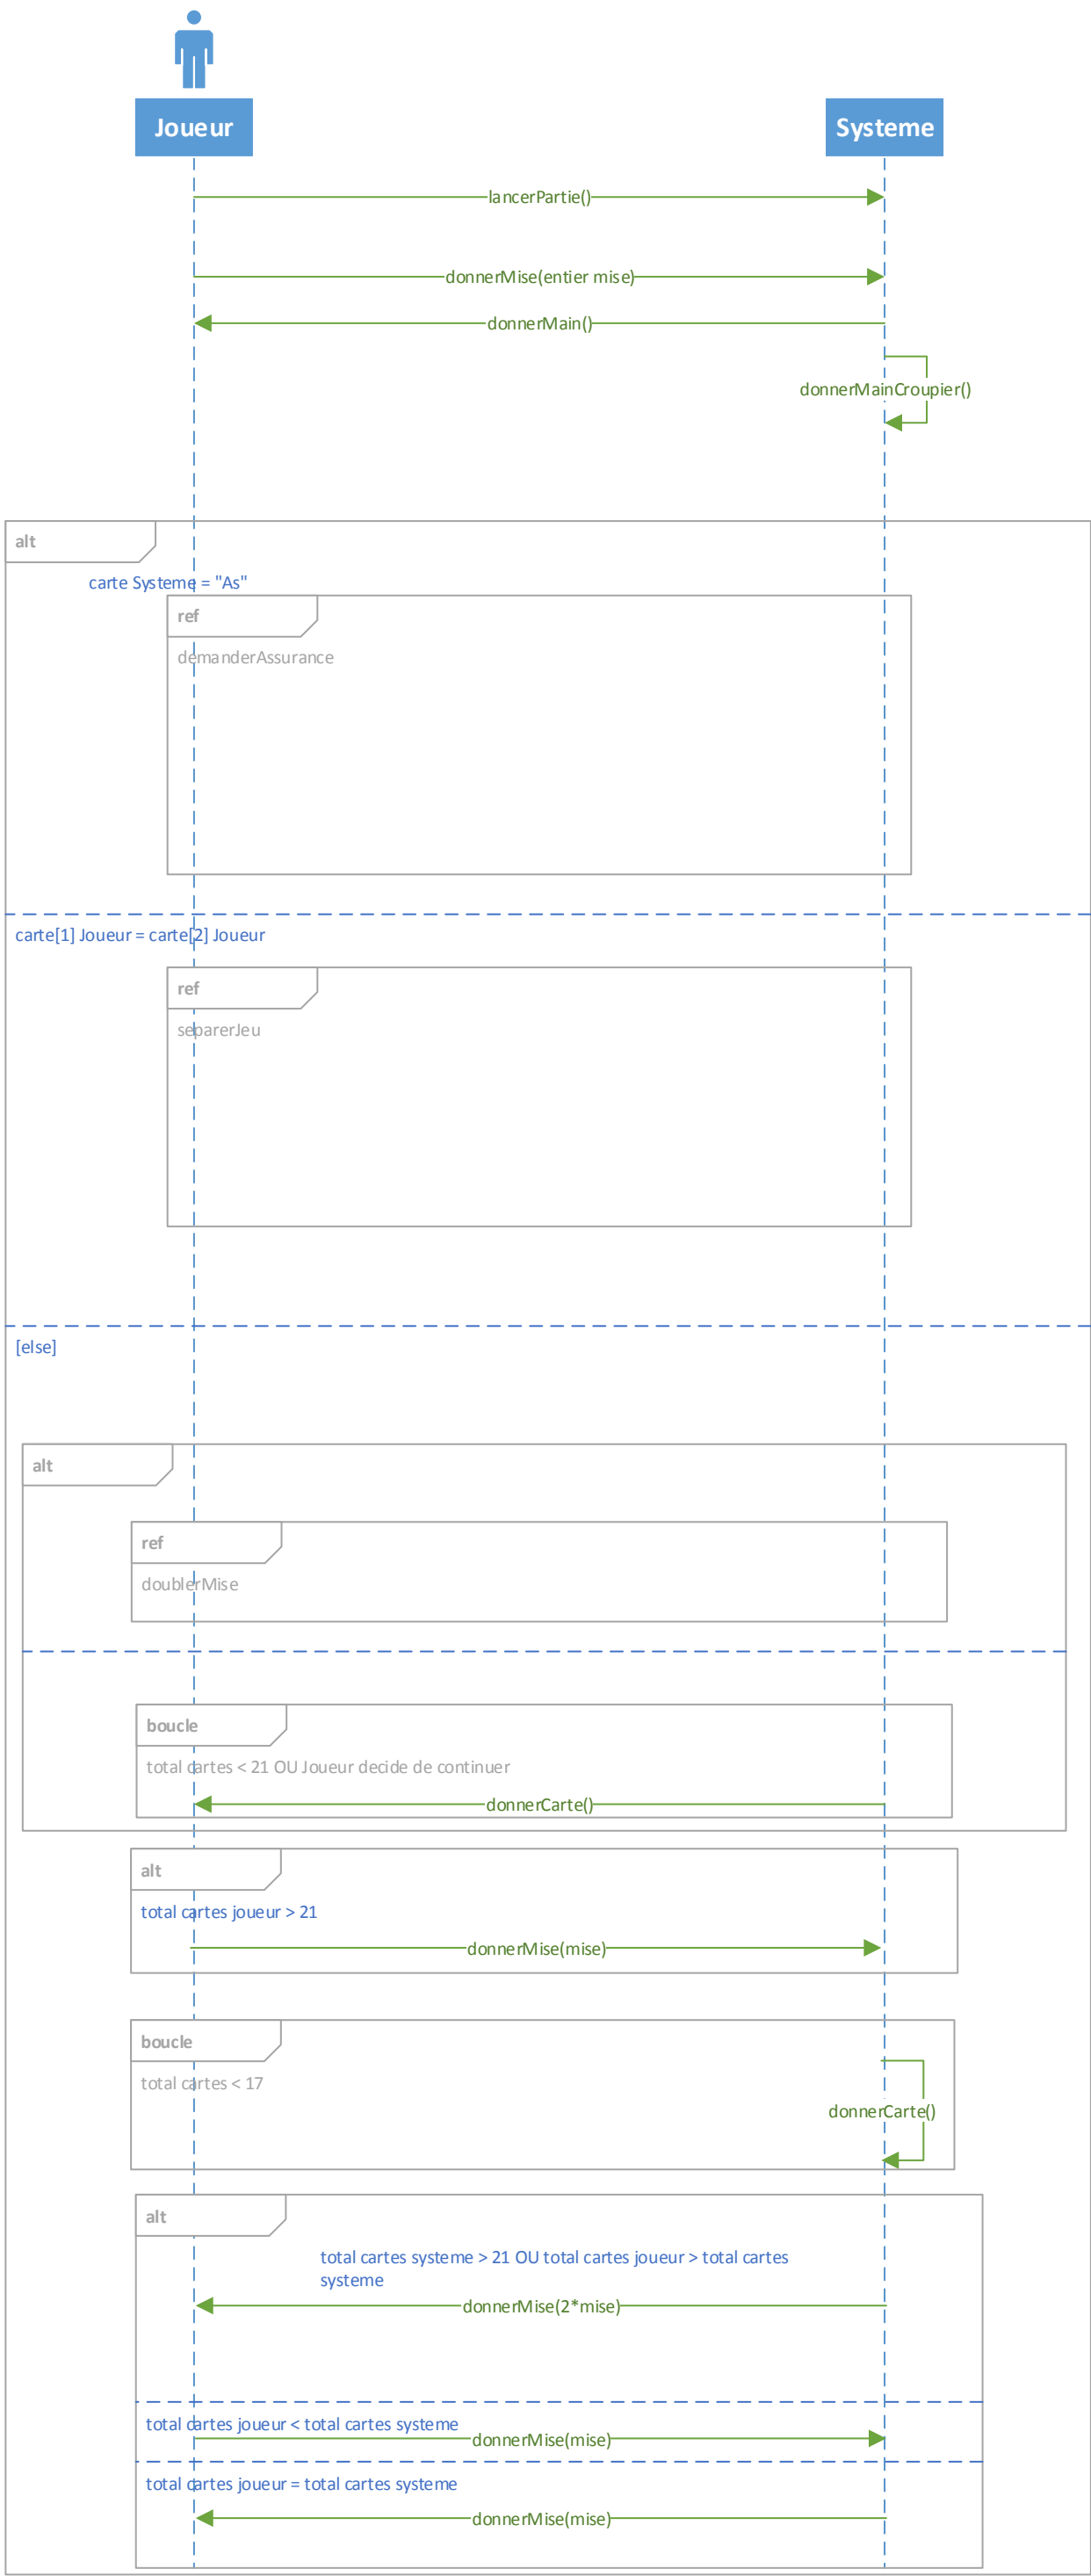 Joueur
Systeme
lancerPartie()
donnerMise(entier mise)
donnerMain()
donnerMainCroupier()
alt
carte Systeme = "As"
ref
demanderAssurance
carte[1] Joueur = carte[2] Joueur
ref
separerJeu
[else]
alt
ref
doublerMise
boucle
total cartes < 21 OU Joueur decide de continuer
donnerCarte()
alt
total cartes joueur > 21
donnerMise(mise)
boucle
total cartes < 17
donnerCarte()
alt
total cartes systeme > 21 OU total cartes joueur > total cartes
systeme
donnerMise(2*mise)
total cartes joueur < total cartes systeme
donnerMise(mise)
total cartes joueur = total cartes systeme
donnerMise(mise)